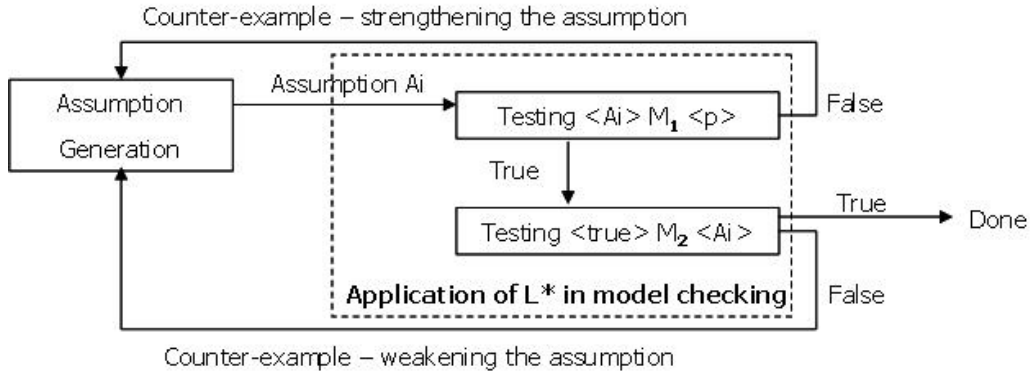 Counter-example – strengthening the assumption
Assumption
Generation
Assumption Ai
Testing <Ai> M₁ <p>
False
True
Testing <true> M₂ <Ai>
True
Done
Application of L* in model checking
False
Counter-example – weakening the assumption